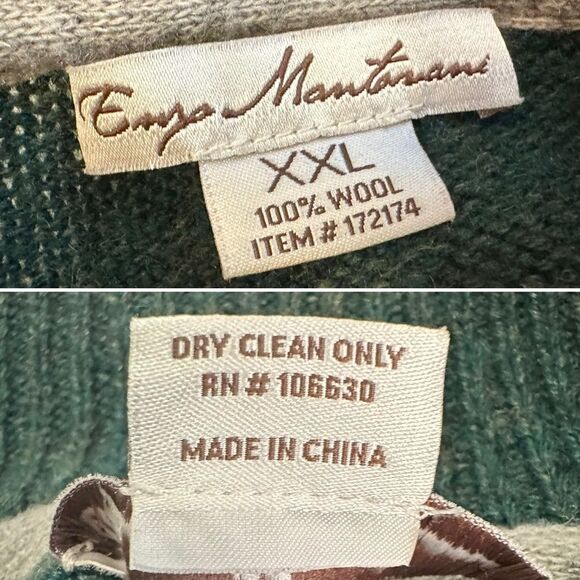 Enzo Mantovani
XXL
100% WOOL
ITEM # 172174
DRY CLEAN ONLY
RN # 106630
MADE IN CHINA